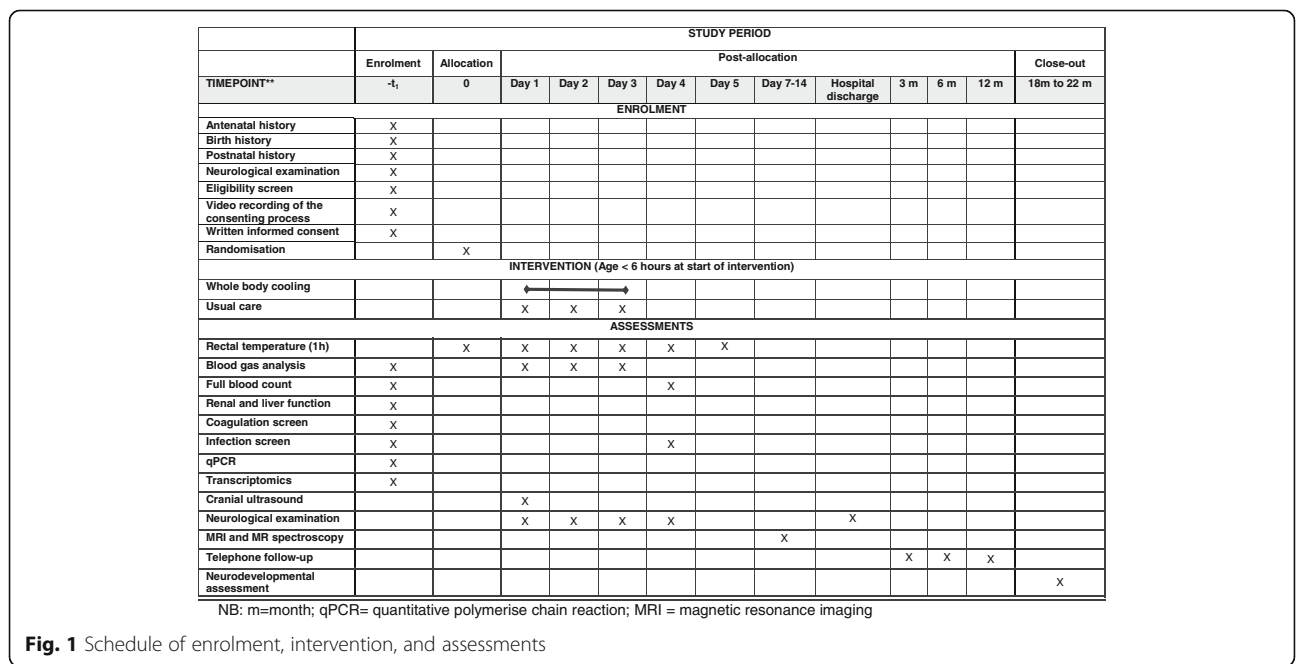 STUDY PERIOD
Enrolment Allocation Post-allocation Close-out
TIMEPOINT** -t1 0 Day 1 Day 2 Day 3 Day 4 Day 5 Day 7-14 Hospital discharge 3 m 6 m 12 m 18m to 22 m
ENROLMENT
Antenatal history X
Birth history X
Postnatal history X
Neurological examination X
Eligibility screen X
Video recording of the
consenting process X
Written informed consent X
Randomisation X
INTERVENTION (Age < 6 hours at start of intervention)
Whole body cooling
Usual care X X X
ASSESSMENTS
Rectal temperature (1h) X X X X X X
Blood gas analysis X X X X
Full blood count X X
Renal and liver function X
Coagulation screen X
Infection screen X X
qPCR X
Transcriptomics X
Cranial ultrasound X
Neurological examination X X X X X
MRI and MR spectroscopy X
Telephone follow-up X X X
Neurodevelopmental
assessment X
NB: m=month; qPCR= quantitative polymerise chain reaction; MRI = magnetic resonance imaging
Fig. 1 Schedule of enrolment, intervention, and assessments